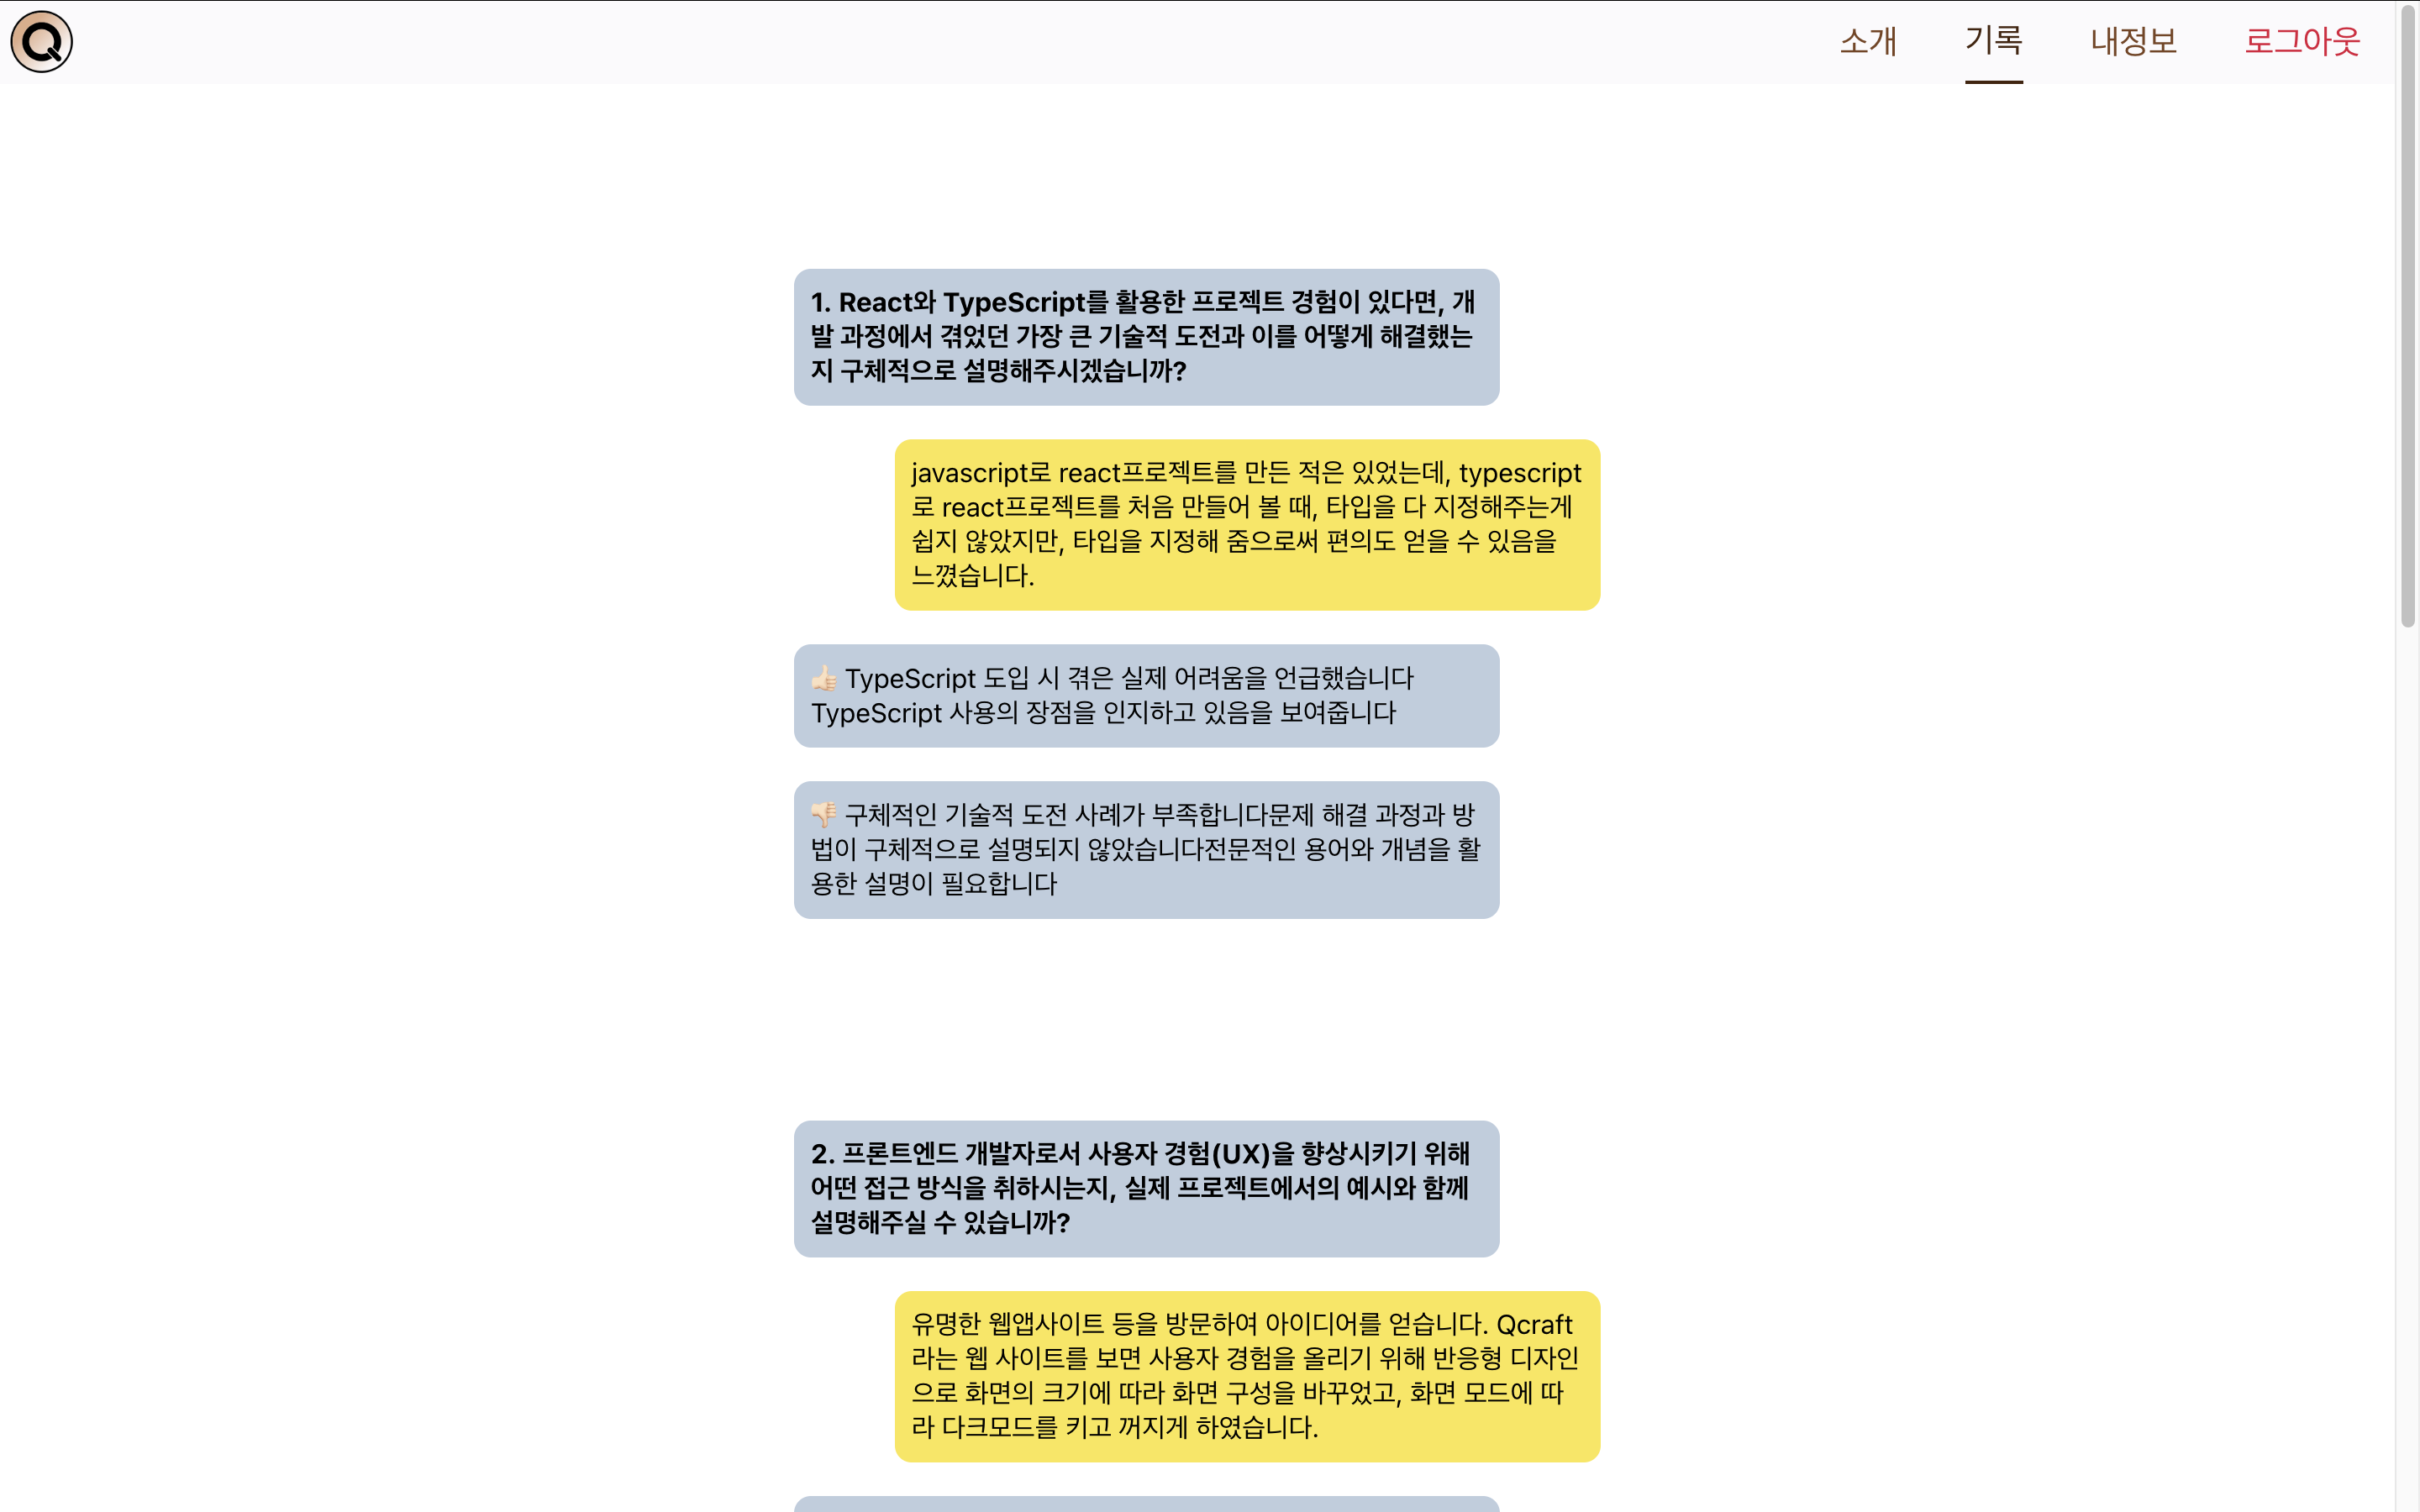 Q
소개 기록 내정보 로그아웃
1. React와 TypeScript를 활용한 프로젝트 경험이 있다면, 개
발 과정에서 겪었던 가장 큰 기술적 도전과 이를 어떻게 해결했는
지 구체적으로 설명해주시겠습니까?
javascript로 react프로젝트를 만든 적은 있었는데, typescript
로 react프로젝트를 처음 만들어 볼 때, 타입을 다 지정해주는게
쉽지 않았지만, 타입을 지정해 줌으로써 편의도 얻을 수 있음을
느꼈습니다.
👍🏻 TypeScript 도입 시 겪은 실제 어려움을 언급했습니다
TypeScript 사용의 장점을 인지하고 있음을 보여줍니다
👎🏻 구체적인 기술적 도전 사례가 부족합니다문제 해결 과정과 방
법이 구체적으로 설명되지 않았습니다전문적인 용어와 개념을 활
용한 설명이 필요합니다
2. 프론트엔드 개발자로서 사용자 경험(UX)을 향상시키기 위해
어떤 접근 방식을 취하시는지, 실제 프로젝트에서의 예시와 함께
설명해주실 수 있습니까?
유명한 웹앱사이트 등을 방문하여 아이디어를 얻습니다. Qcraft
라는 웹 사이트를 보면 사용자 경험을 올리기 위해 반응형 디자인
으로 화면의 크기에 따라 화면 구성을 바꾸었고, 화면 모드에 따
라 다크모드를 키고 꺼지게 하였습니다.